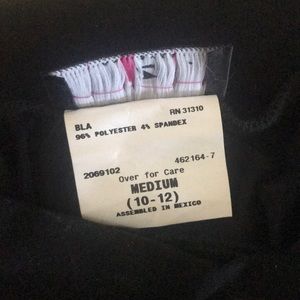 BLA
RN 31310
96% POLYESTER 4% SPANDEX
2069102
462164-7
Over for Care
MEDIUM
(10-12)
ASSEMBLED IN MEXICO